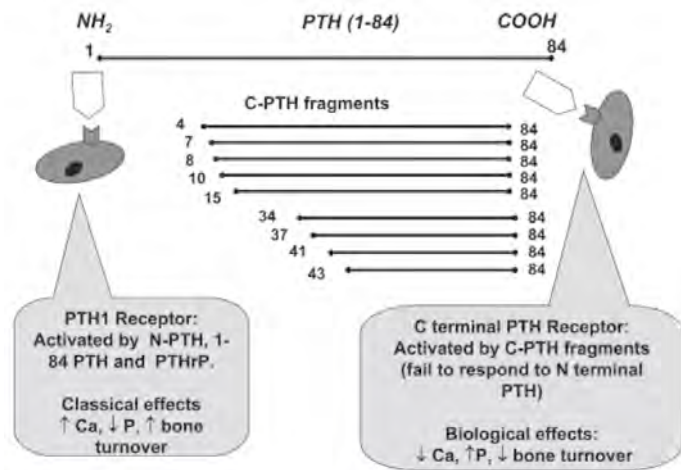 NH2 PTH (1-84) COOH
1 84
C-PTH fragments
4 84
7 84
8 84
10 84
15 84
34 84
37 84
41 84
43 84
PTH1 Receptor:
Activated by N-PTH, 1-
84 PTH and PTHrP.
Classical effects
↑ Ca, ↓ P, ↑ bone
turnover
C terminal PTH Receptor:
Activated by C-PTH fragments
(fail to respond to N terminal
PTH)
Biological effects:
↓ Ca, ↑P, ↓ bone turnover